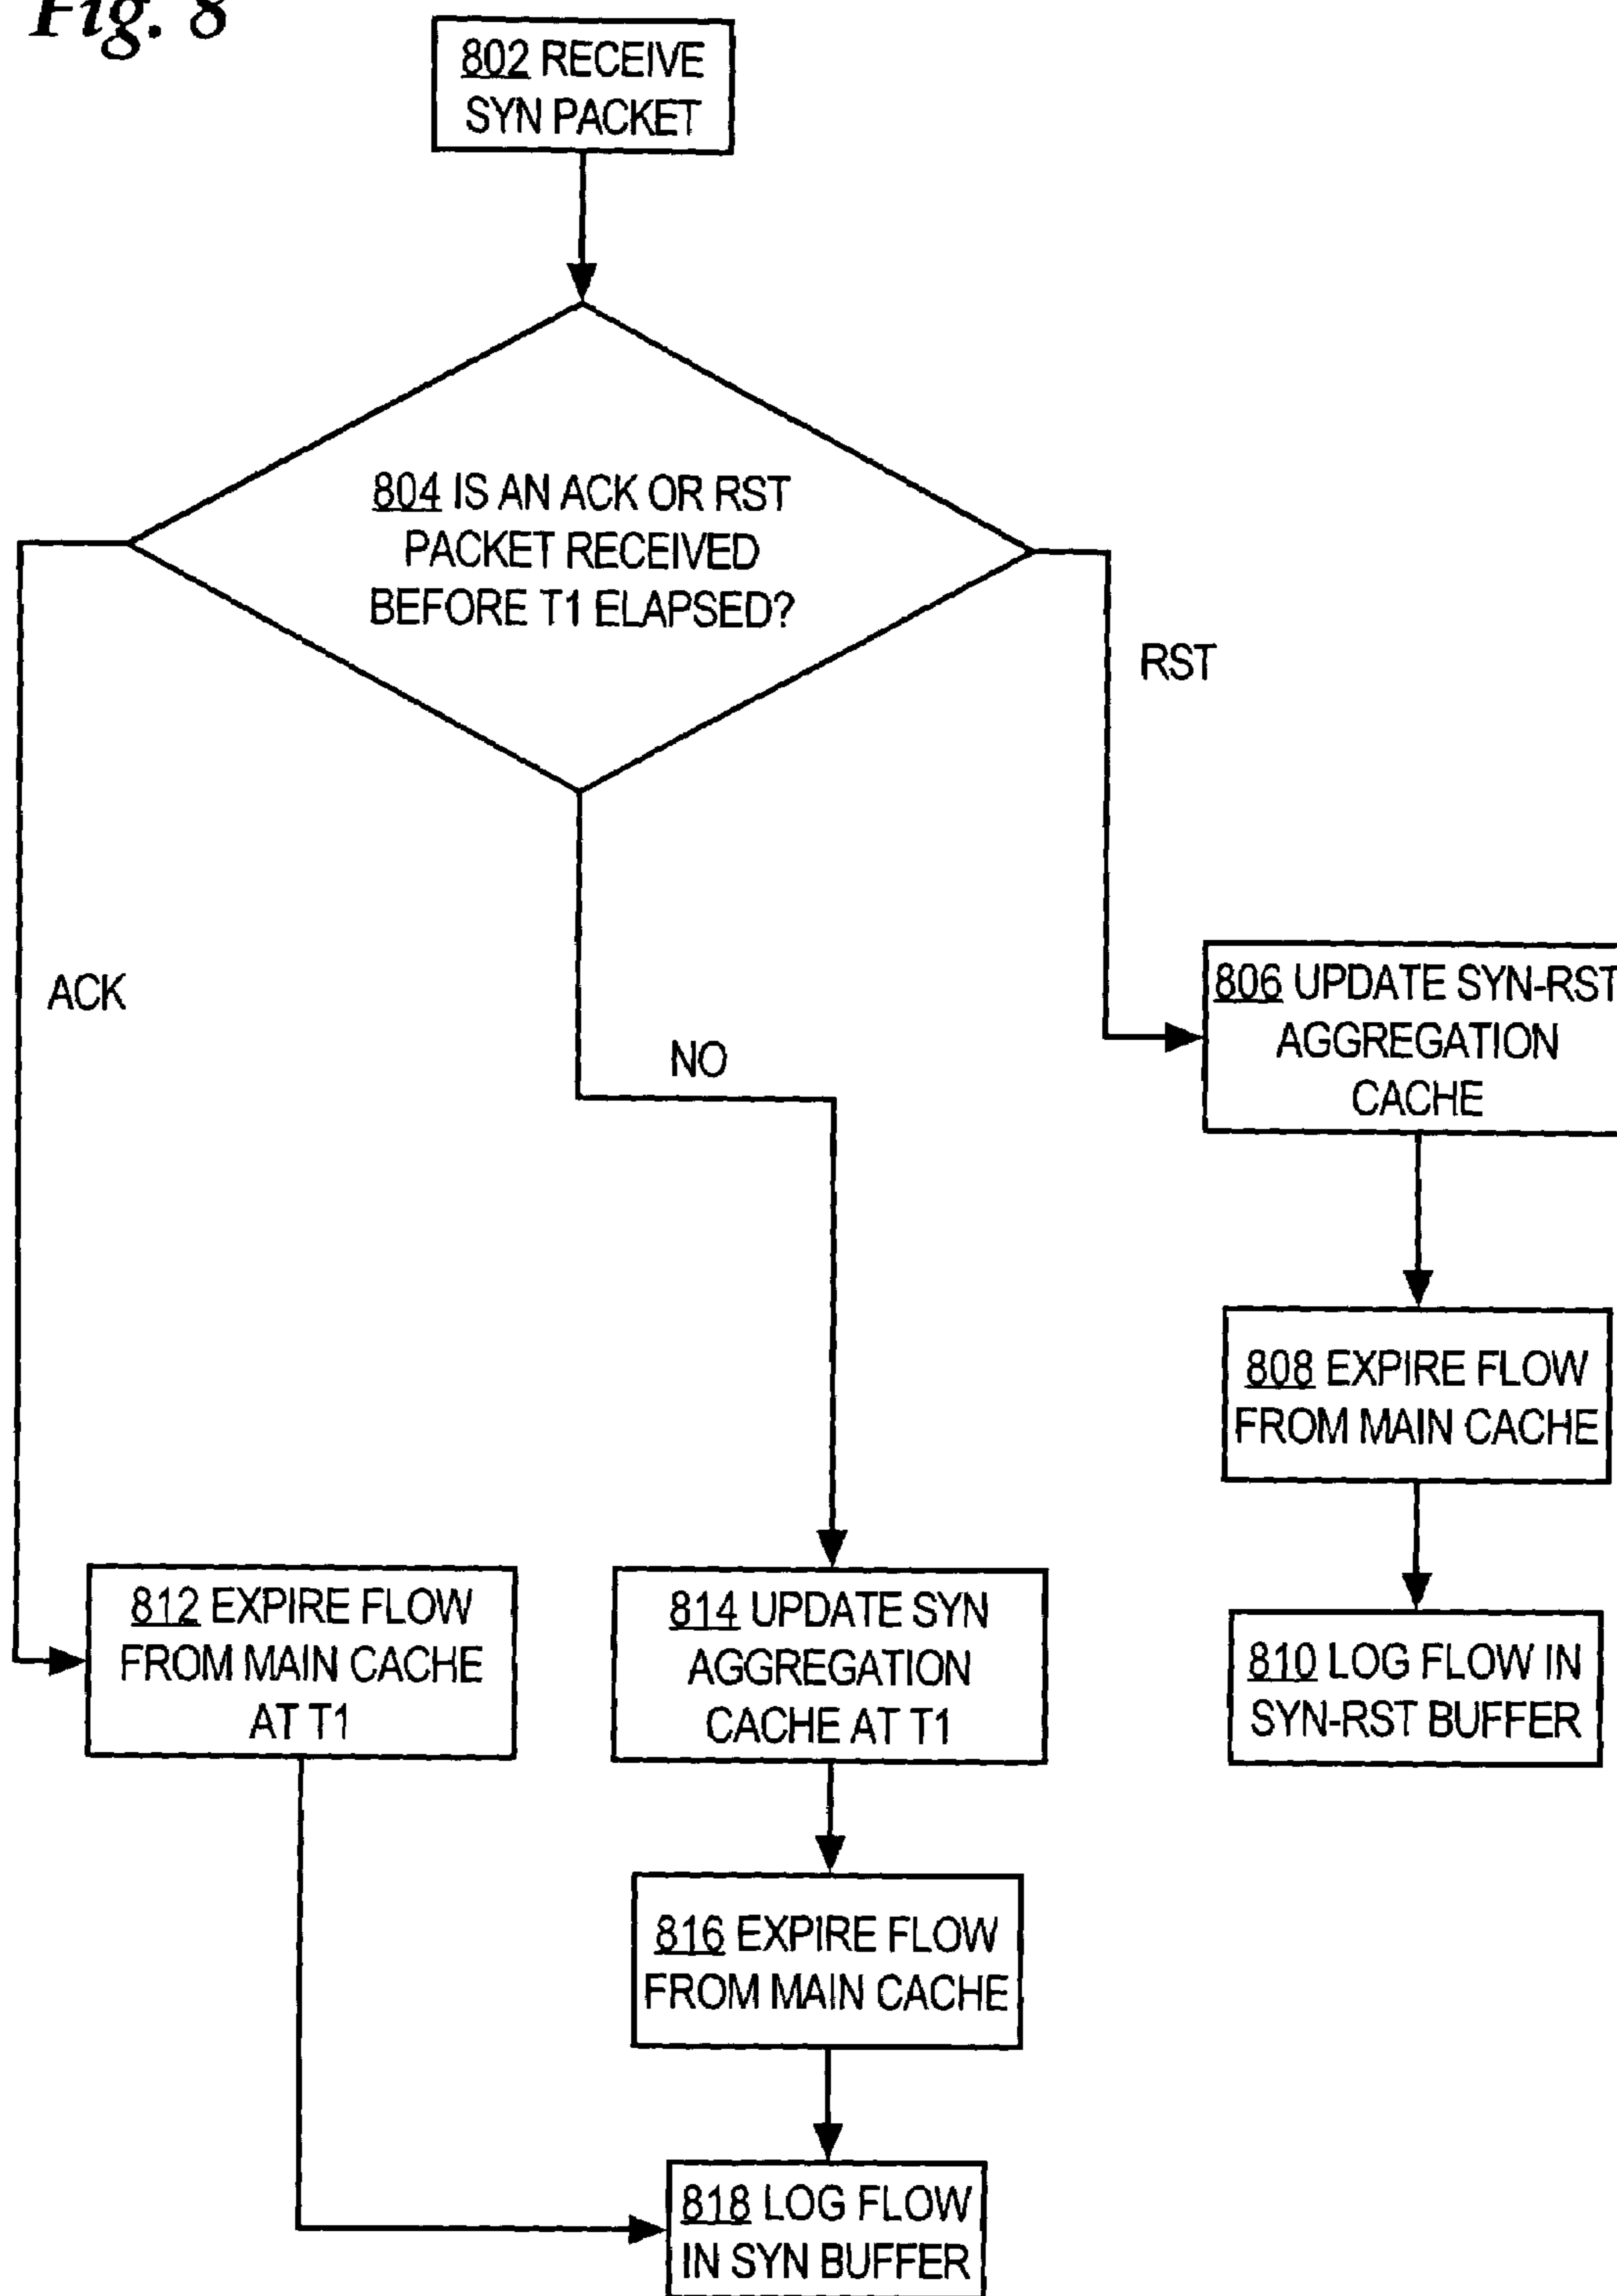 Fig. 8
802 RECEIVE
SYN PACKET
804 IS AN ACK OR RST
PACKET RECEIVED
BEFORE T1 ELAPSED?
RST
ACK
NO
806 UPDATE SYN-RST
AGGREGATION
CACHE
808 EXPIRE FLOW
FROM MAIN CACHE
810 LOG FLOW IN
SYN-RST BUFFER
812 EXPIRE FLOW
FROM MAIN CACHE
AT T1
814 UPDATE SYN
AGGREGATION
CACHE AT T1
816 EXPIRE FLOW
FROM MAIN CACHE
818 LOG FLOW
IN SYN BUFFER